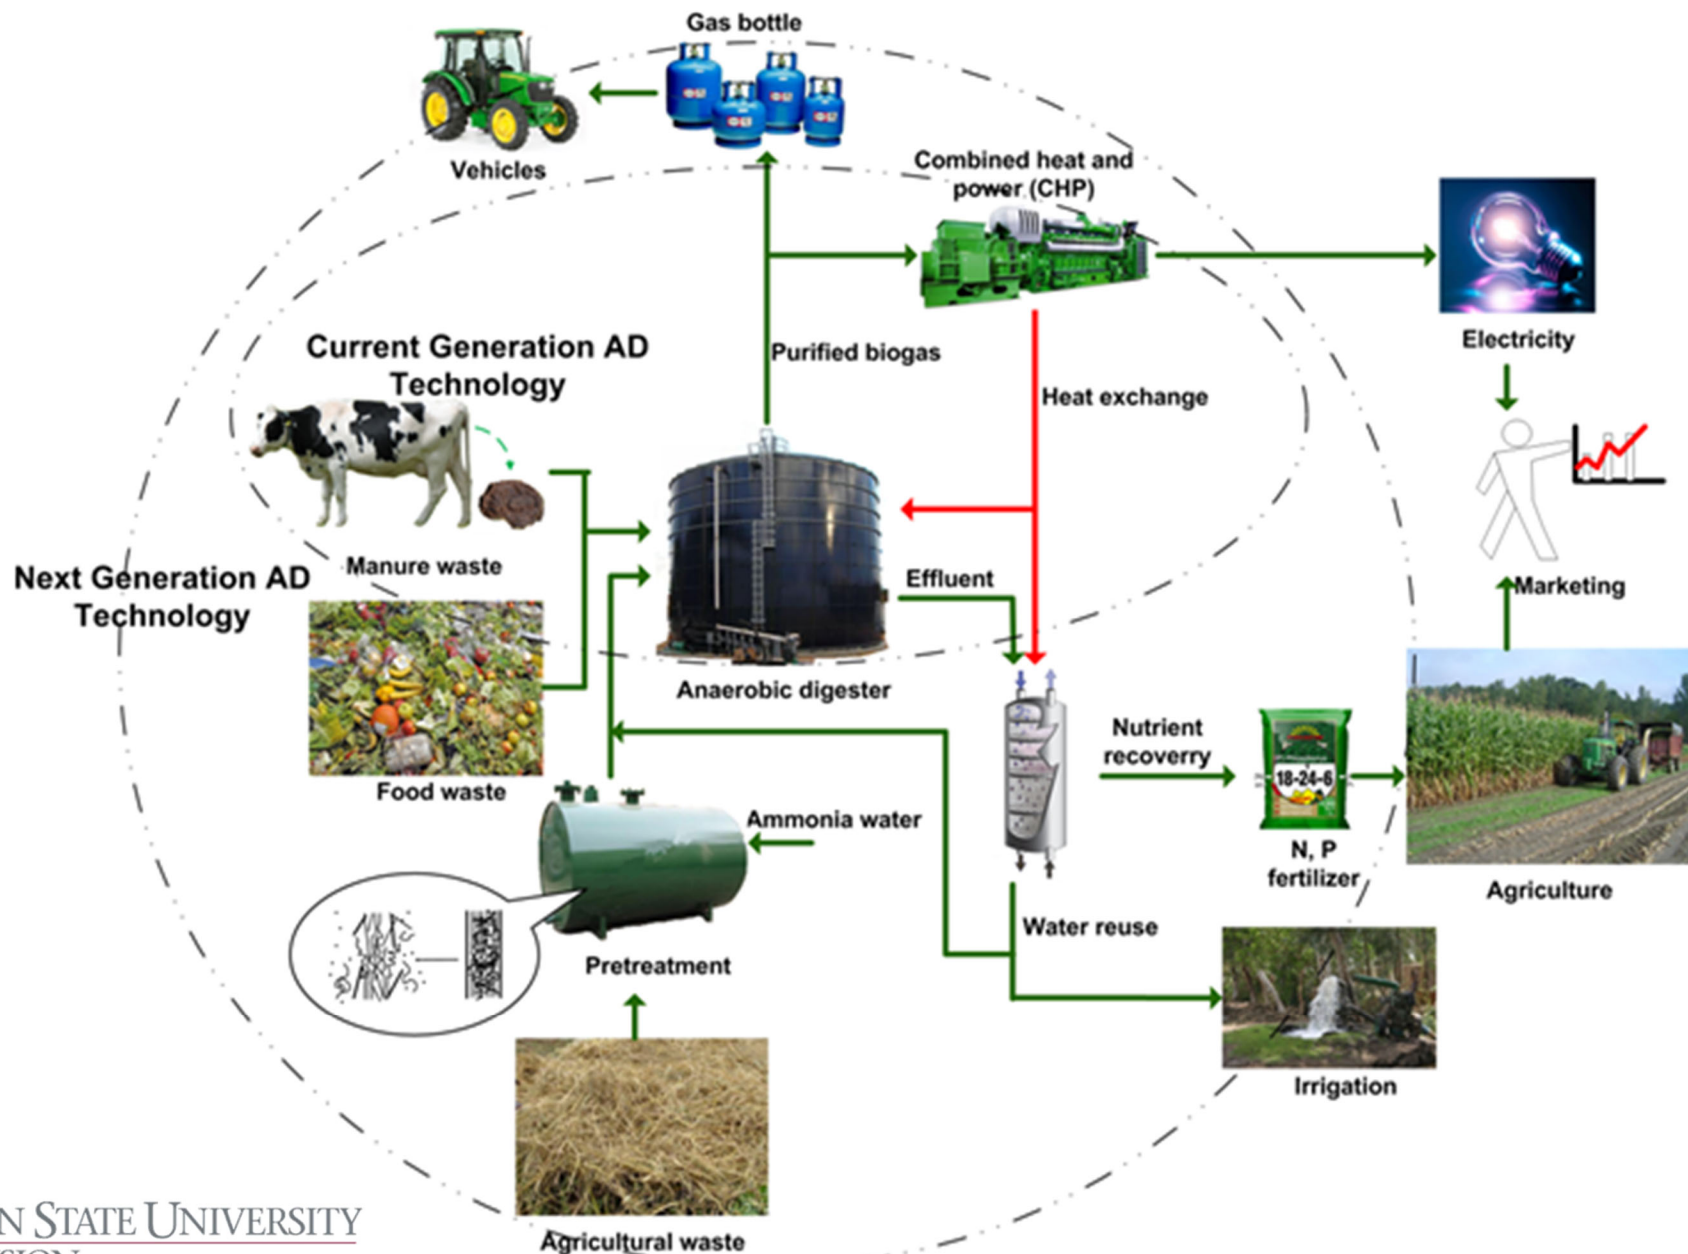 Gas bottle
Vehicles
Combined heat and
power (CHP)
Electricity
Purified biogas
Current Generation AD
Technology
Heat exchange
Manure waste
Next Generation AD
Technology
Effluent
Marketing
Anaerobic digester
Nutrient
recoverry
Food waste
18-24-6
Ammonia water
N, P
fertilizer
Agriculture
Water reuse
Pretreatment
Irrigation
Agricultural waste
N STATE UNIVERSITY